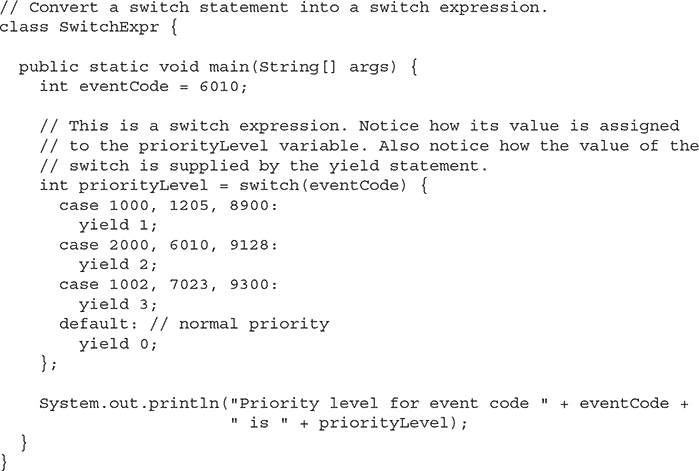 // Convert a switch statement into a switch expression.
class SwitchExpr {
  public static void main(String[] args) {
    int eventCode = 6010;
    // This is a switch expression. Notice how its value is assigned
    // to the priorityLevel variable. Also notice how the value of the
    // switch is supplied by the yield statement.
    int priorityLevel = switch(eventCode) {
      case 1000, 1205, 8900:
        yield 1;
      case 2000, 6010, 9128:
        yield 2;
      case 1002, 7023, 9300:
        yield 3;
      default: // normal priority
        yield 0;
    };
    System.out.println("Priority level for event code " + eventCode +
                       " is " + priorityLevel);
  }
}